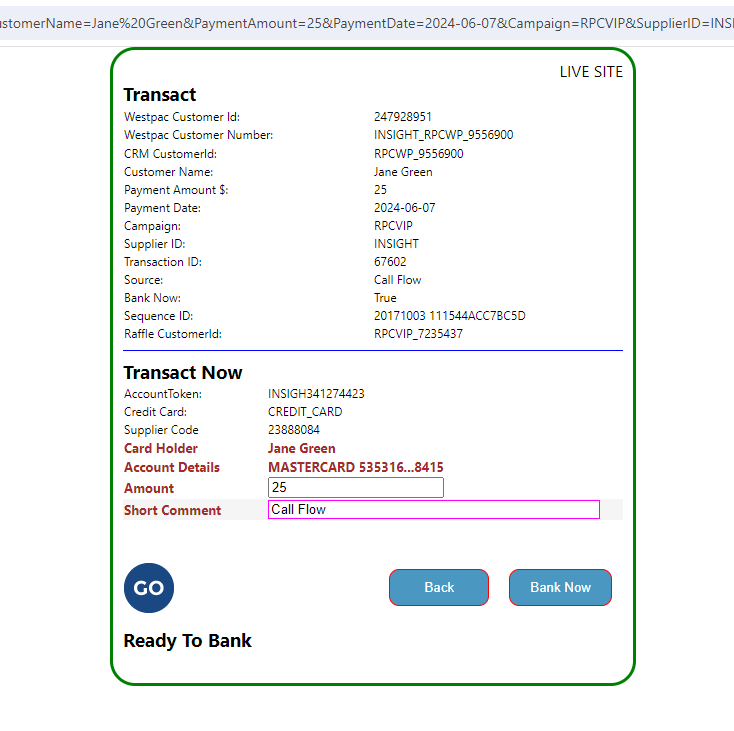 ustomerName=Jane%20Green&PaymentAmount=25&PaymentDate=2024-06-07&Campaign=RPCVIP&SupplierID=INSI
LIVE SITE
Transact
Westpac Customer Id: 247928951
Westpac Customer Number: INSIGHT_RPCWP_9556900
CRM CustomerId: RPCWP_9556900
Customer Name: Jane Green
Payment Amount $: 25
Payment Date: 2024-06-07
Campaign: RPCVIP
Supplier ID: INSIGHT
Transaction ID: 67602
Source: Call Flow
Bank Now: True
Sequence ID: 20171003 111544ACC7BC5D
Raffle CustomerId: RPCVIP_7235437
Transact Now
AccountToken: INSIGH341274423
Credit Card: CREDIT_CARD
Supplier Code 23888084
Card Holder Jane Green
Account Details MASTERCARD 535316...8415
Amount 25
Short Comment Call Flow
GO Back Bank Now
Ready To Bank